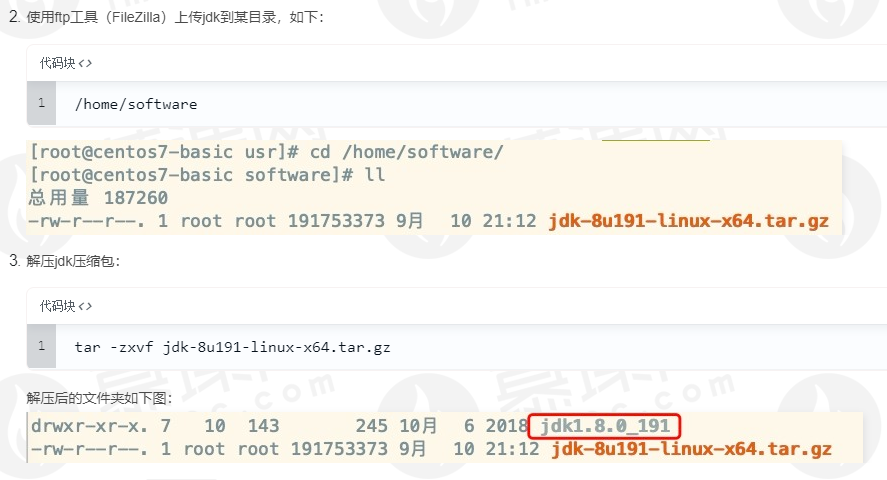 2. 使用ftp工具（FileZilla）上传jdk到某目录，如下：
代码块<>
1 /home/software
[root@centos7-basic usr]# cd /home/software/
[root@centos7-basic software]# ll
总用量 187260
-rw-r--r--. 1 root root 191753373 9月  10 21:12 jdk-8u191-linux-x64.tar.gz
3. 解压jdk压缩包：
代码块<>
1 tar -zxvf jdk-8u191-linux-x64.tar.gz
解压后的文件夹如下图：
drwxr-xr-x. 7   10  143       245 10月  6 2018 jdk1.8.0_191
-rw-r--r--. 1 root root 191753373 9月  10 21:12 jdk-8u191-linux-x64.tar.gz